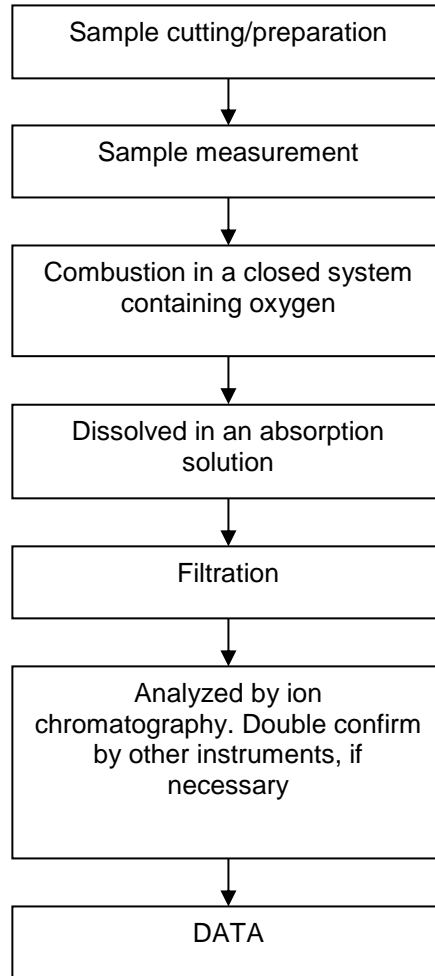 Sample cutting/preparation
Sample measurement
Combustion in a closed system
containing oxygen
Dissolved in an absorption
solution
Filtration
Analyzed by ion
chromatography. Double confirm
by other instruments, if
necessary
DATA